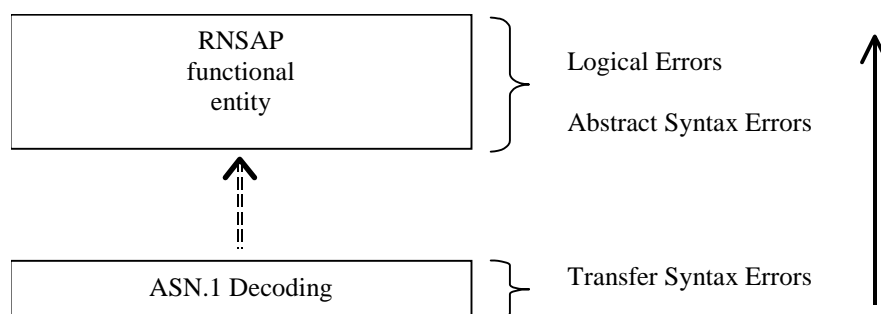 RNSAP
functional
entity
Logical Errors
Abstract Syntax Errors
ASN.1 Decoding
Transfer Syntax Errors